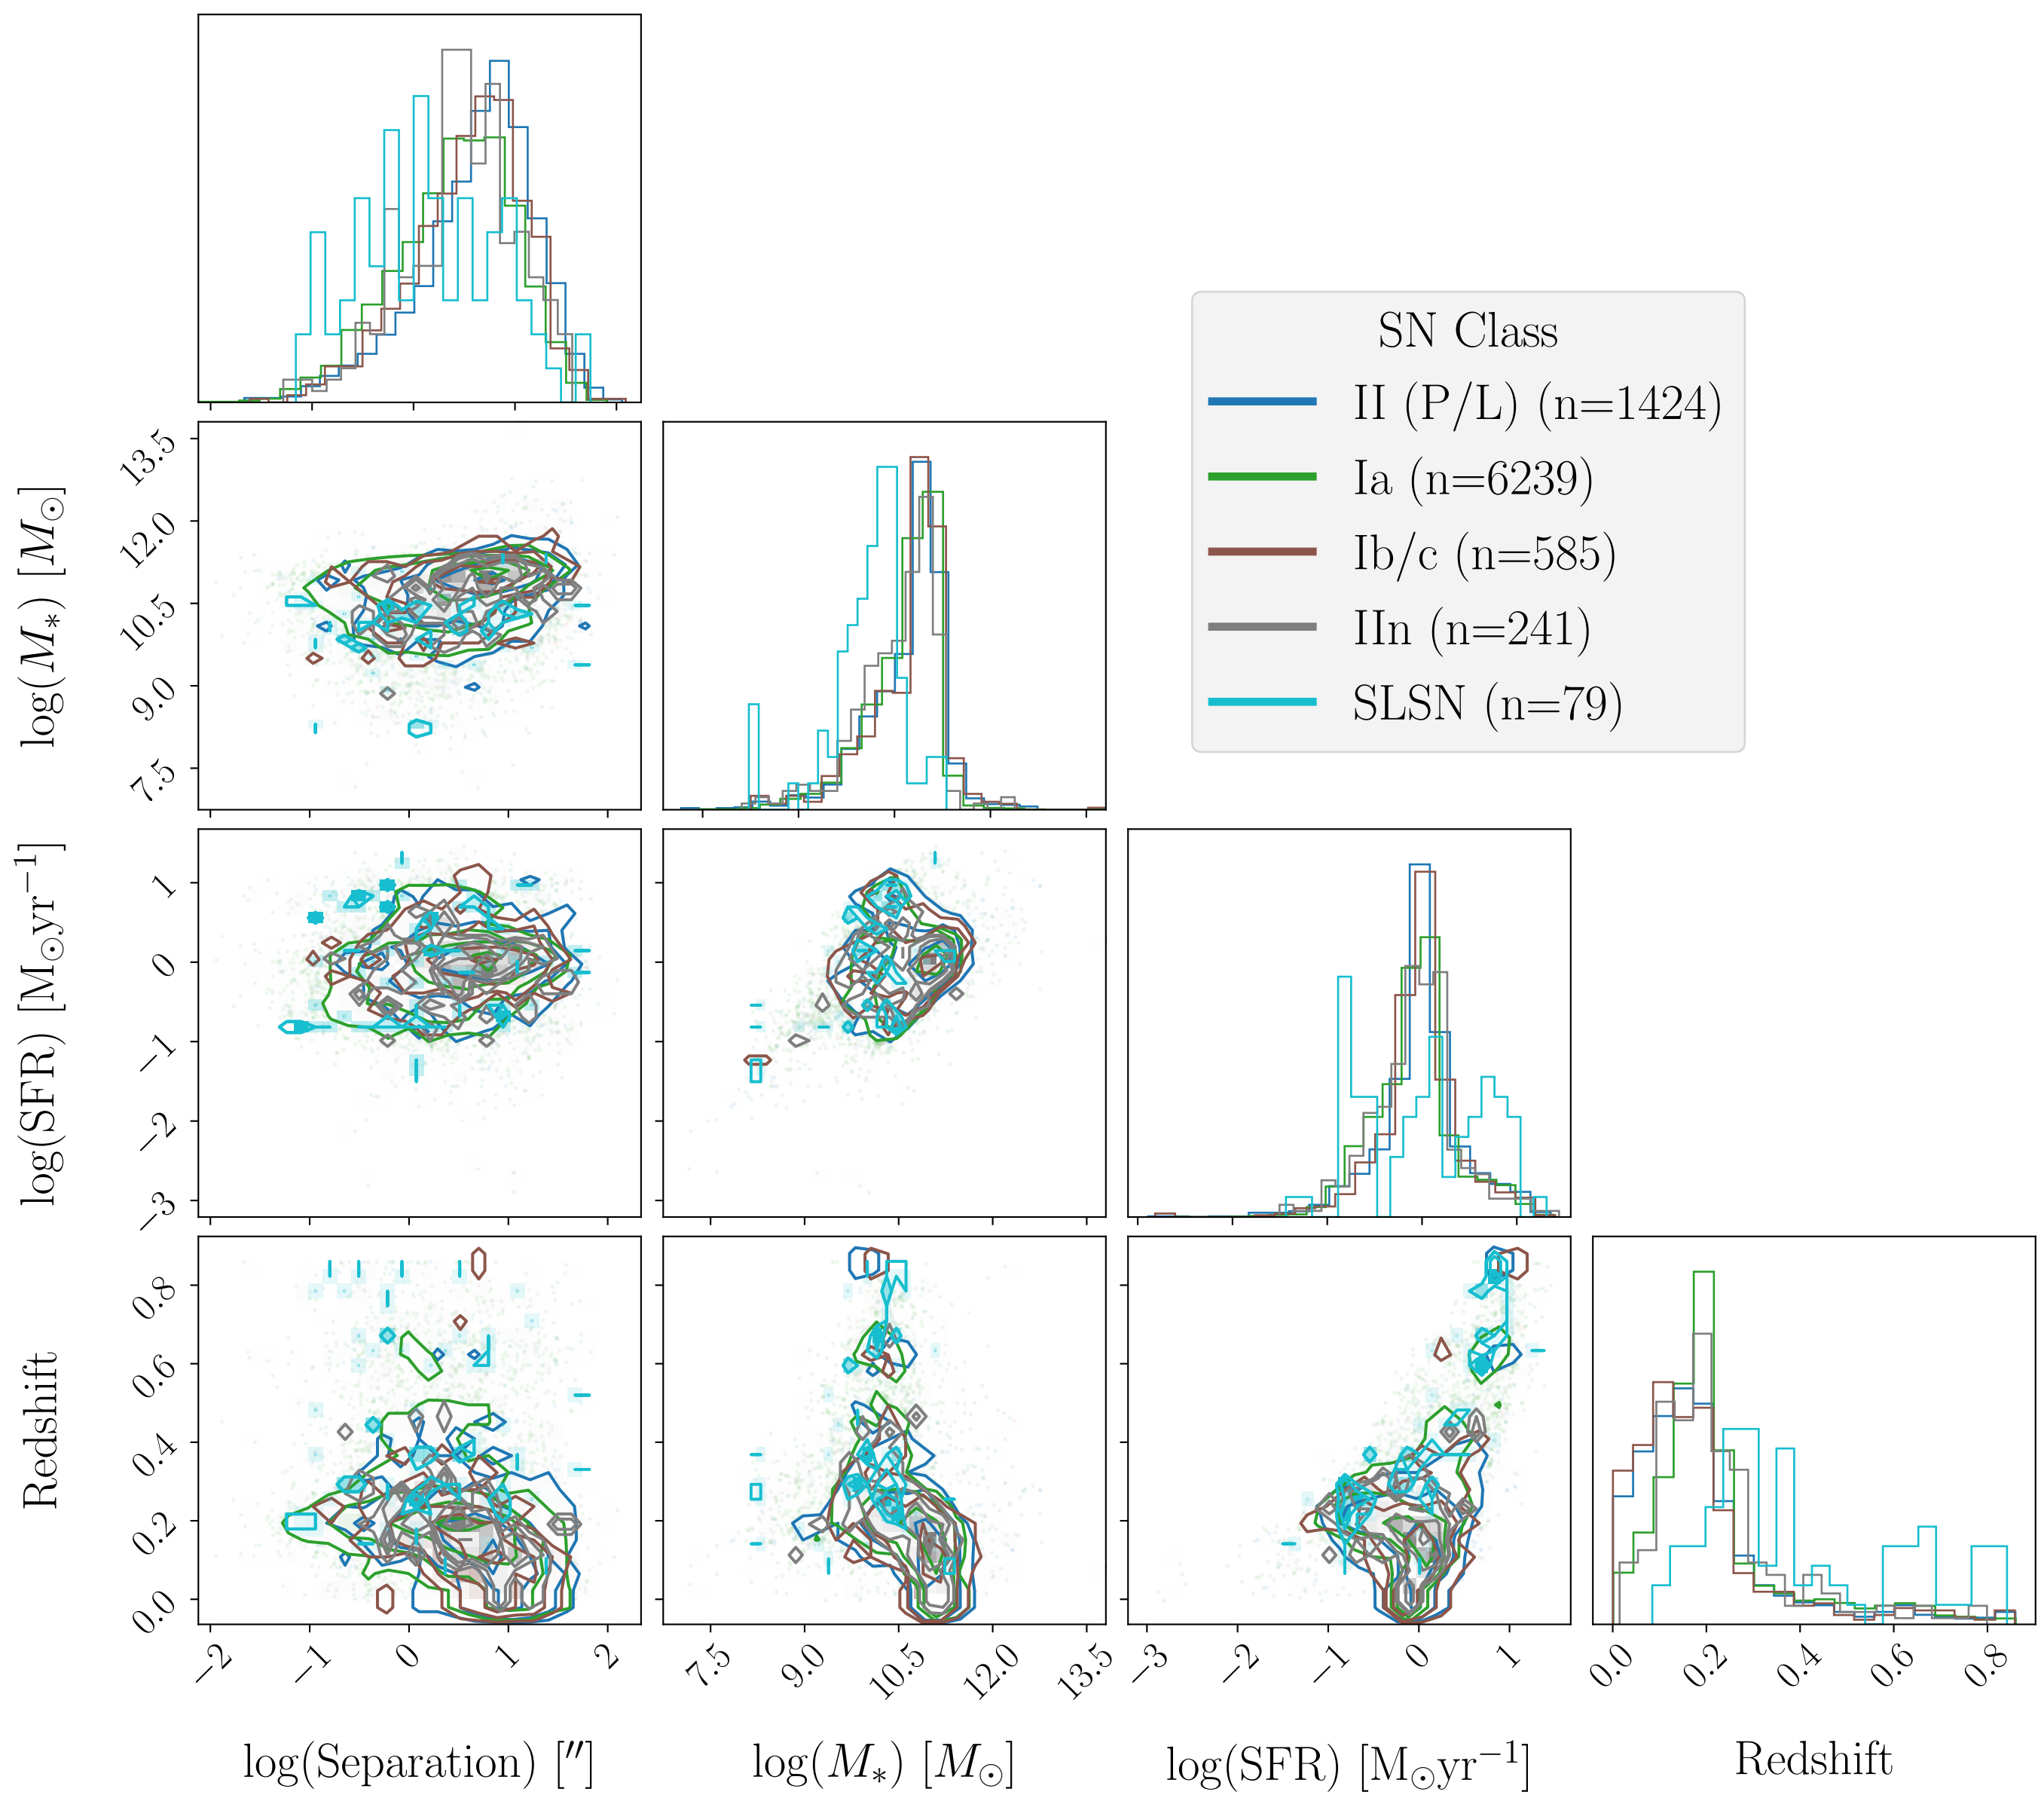 SN Class
II (P/L) (n=1424)
Ia (n=6239)
Ib/c (n=585)
IIn (n=241)
SLSN (n=79)
log(M∗) [M⊙]
13.5
12.0
10.5
9.0
7.5
log(SFR) [M⊙yr⁻¹]
1
0
−1
−2
−3
Redshift
0.8
0.6
0.4
0.2
0.0
−2 −1 0 1 2
7.5 9.0 10.5 12.0 13.5
−3 −2 −1 0 1
0.0 0.2 0.4 0.6 0.8
log(Separation) [″]
log(M∗) [M⊙]
log(SFR) [M⊙yr⁻¹]
Redshift